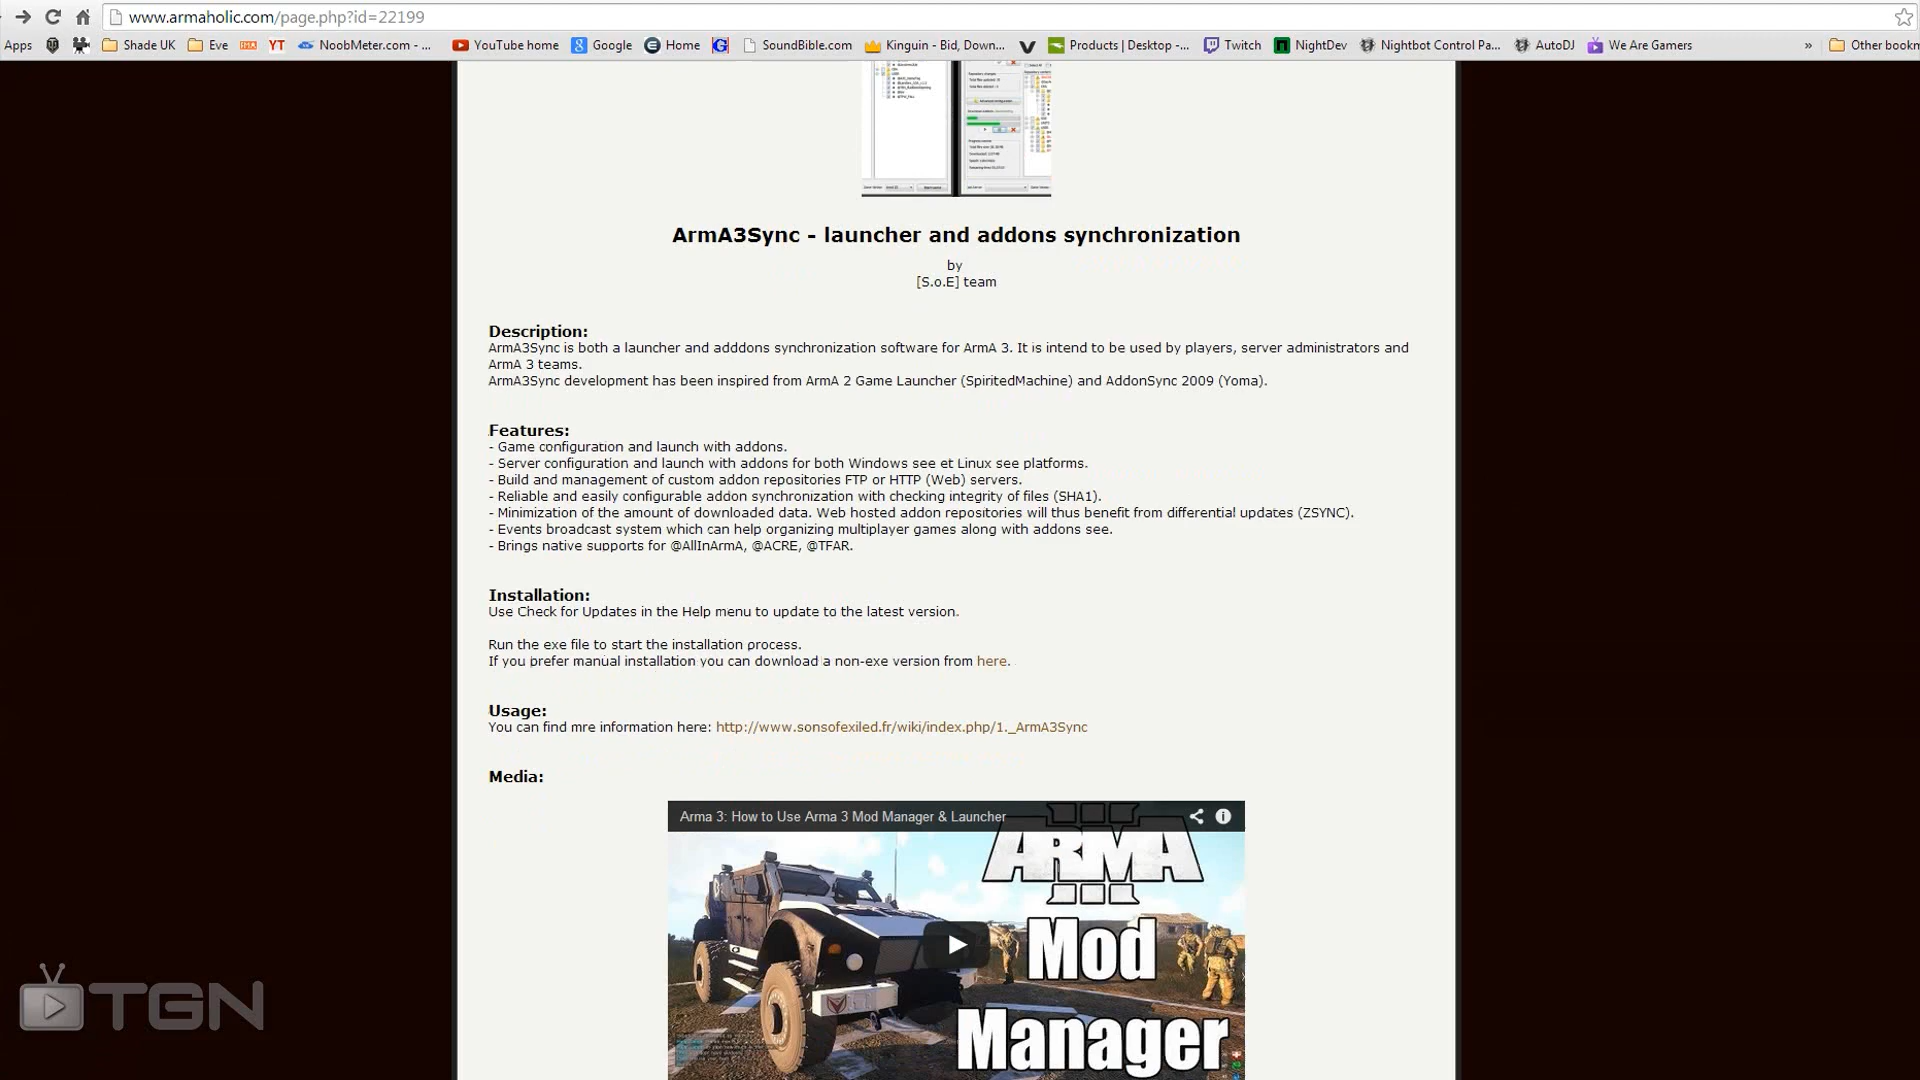 www.armaholic.com/page.php?id=22199
Apps Shade UK Eve YT NoobMeter.com - ... YouTube home Google Home SoundBible.com Kinguin - Bid, Down... Products | Desktop -... Twitch NightDev Nightbot Control Pa... AutoDJ We Are Gamers » Other bookm
ArmA3Sync - launcher and addons synchronization
by
[S.o.E] team
Description:
ArmA3Sync is both a launcher and adddons synchronization software for ArmA 3. It is intend to be used by players, server administrators and
ArmA 3 teams.
ArmA3Sync development has been inspired from ArmA 2 Game Launcher (SpiritedMachine) and AddonSync 2009 (Yoma).
Features:
- Game configuration and launch with addons.
- Server configuration and launch with addons for both Windows see et Linux see platforms.
- Build and management of custom addon repositories FTP or HTTP (Web) servers.
- Reliable and easily configurable addon synchronization with checking integrity of files (SHA1).
- Minimization of the amount of downloaded data. Web hosted addon repositories will thus benefit from differential updates (ZSYNC).
- Events broadcast system which can help organizing multiplayer games along with addons see.
- Brings native supports for @AllInArmA, @ACRE, @TFAR.
Installation:
Use Check for Updates in the Help menu to update to the latest version.
Run the exe file to start the installation process.
If you prefer manual installation you can download a non-exe version from here.
Usage:
You can find mre information here: http://www.sonsofexiled.fr/wiki/index.php/1._ArmA3Sync
Media:
Arma 3: How to Use Arma 3 Mod Manager & Launcher
ARMA
III
Mod
Manager
TGN